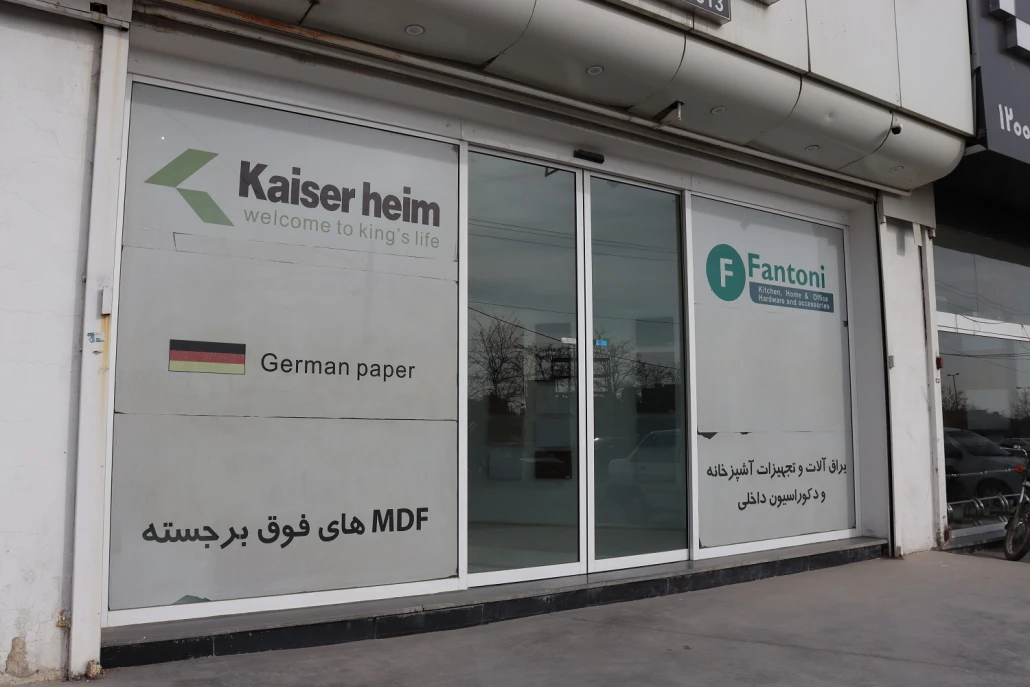 Kaiser heim
welcome to king's life
German paper
MDF های فوق برجسته
F
Fantoni
Kitchen, Home & Office
Hardware and accessories
یراق آلات و تجهیزات آشپزخانه
و دکوراسیون داخلی